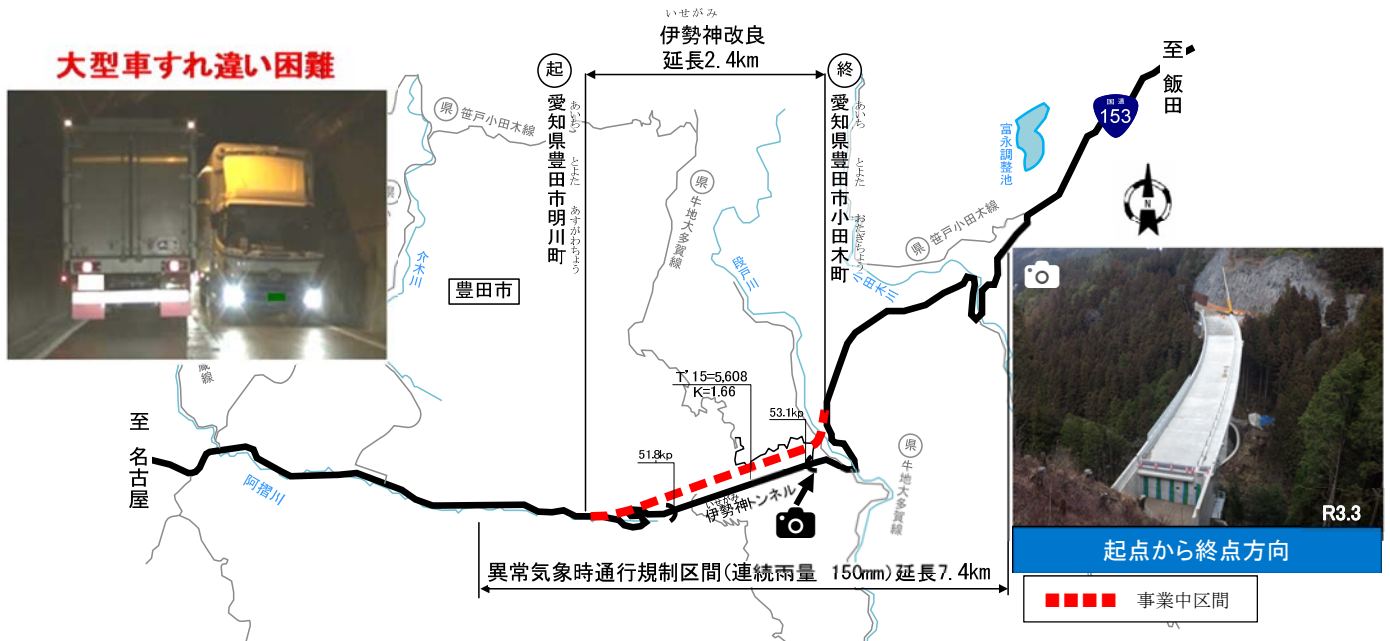 大型車すれ違い困難
いせがみ
伊勢神改良
延長2.4km
起
愛知県豊田市明川町
あいち
とよた
あすがわちょう
終
愛知県豊田市小田木町
あいち
とよた
おたぎちょう
至 飯田
国道
153
県
笹戸小田木線
富永調整池
N
県
牛地大多賀線
段戸川
県
笹戸小田木線
小田木川
介木川
豊田市
T'15=5,608
K=1.66
53.1kp
51.8kp
至 名古屋
阿摺川
いせがみ
伊勢神トンネル
県
牛地大多賀線
異常気象時通行規制区間(連続雨量 150mm)延長7.4km
R3.3
起点から終点方向
事業中区間